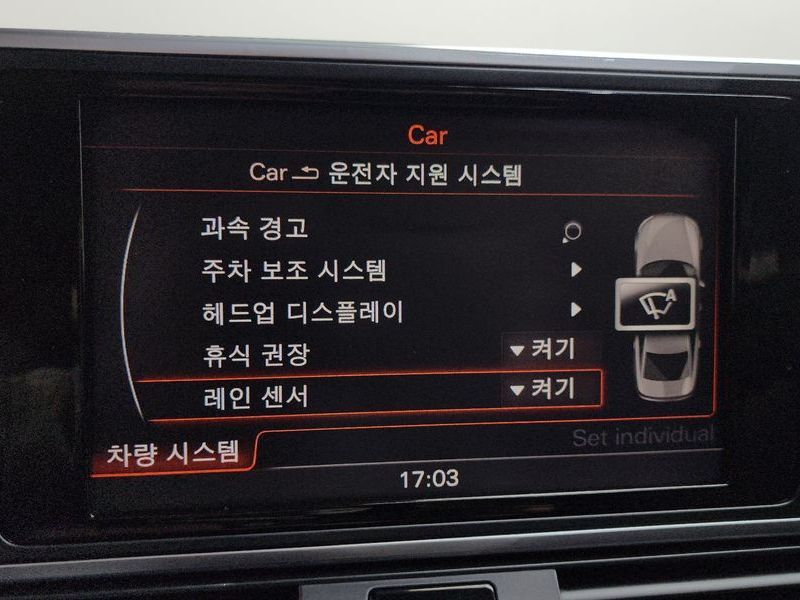 Car
Car 운전자 지원 시스템
과속 경고
주차 보조 시스템
헤드업 디스플레이
휴식 권장 켜기
레인 센서 켜기
A
Set individual
차량 시스템
17:03